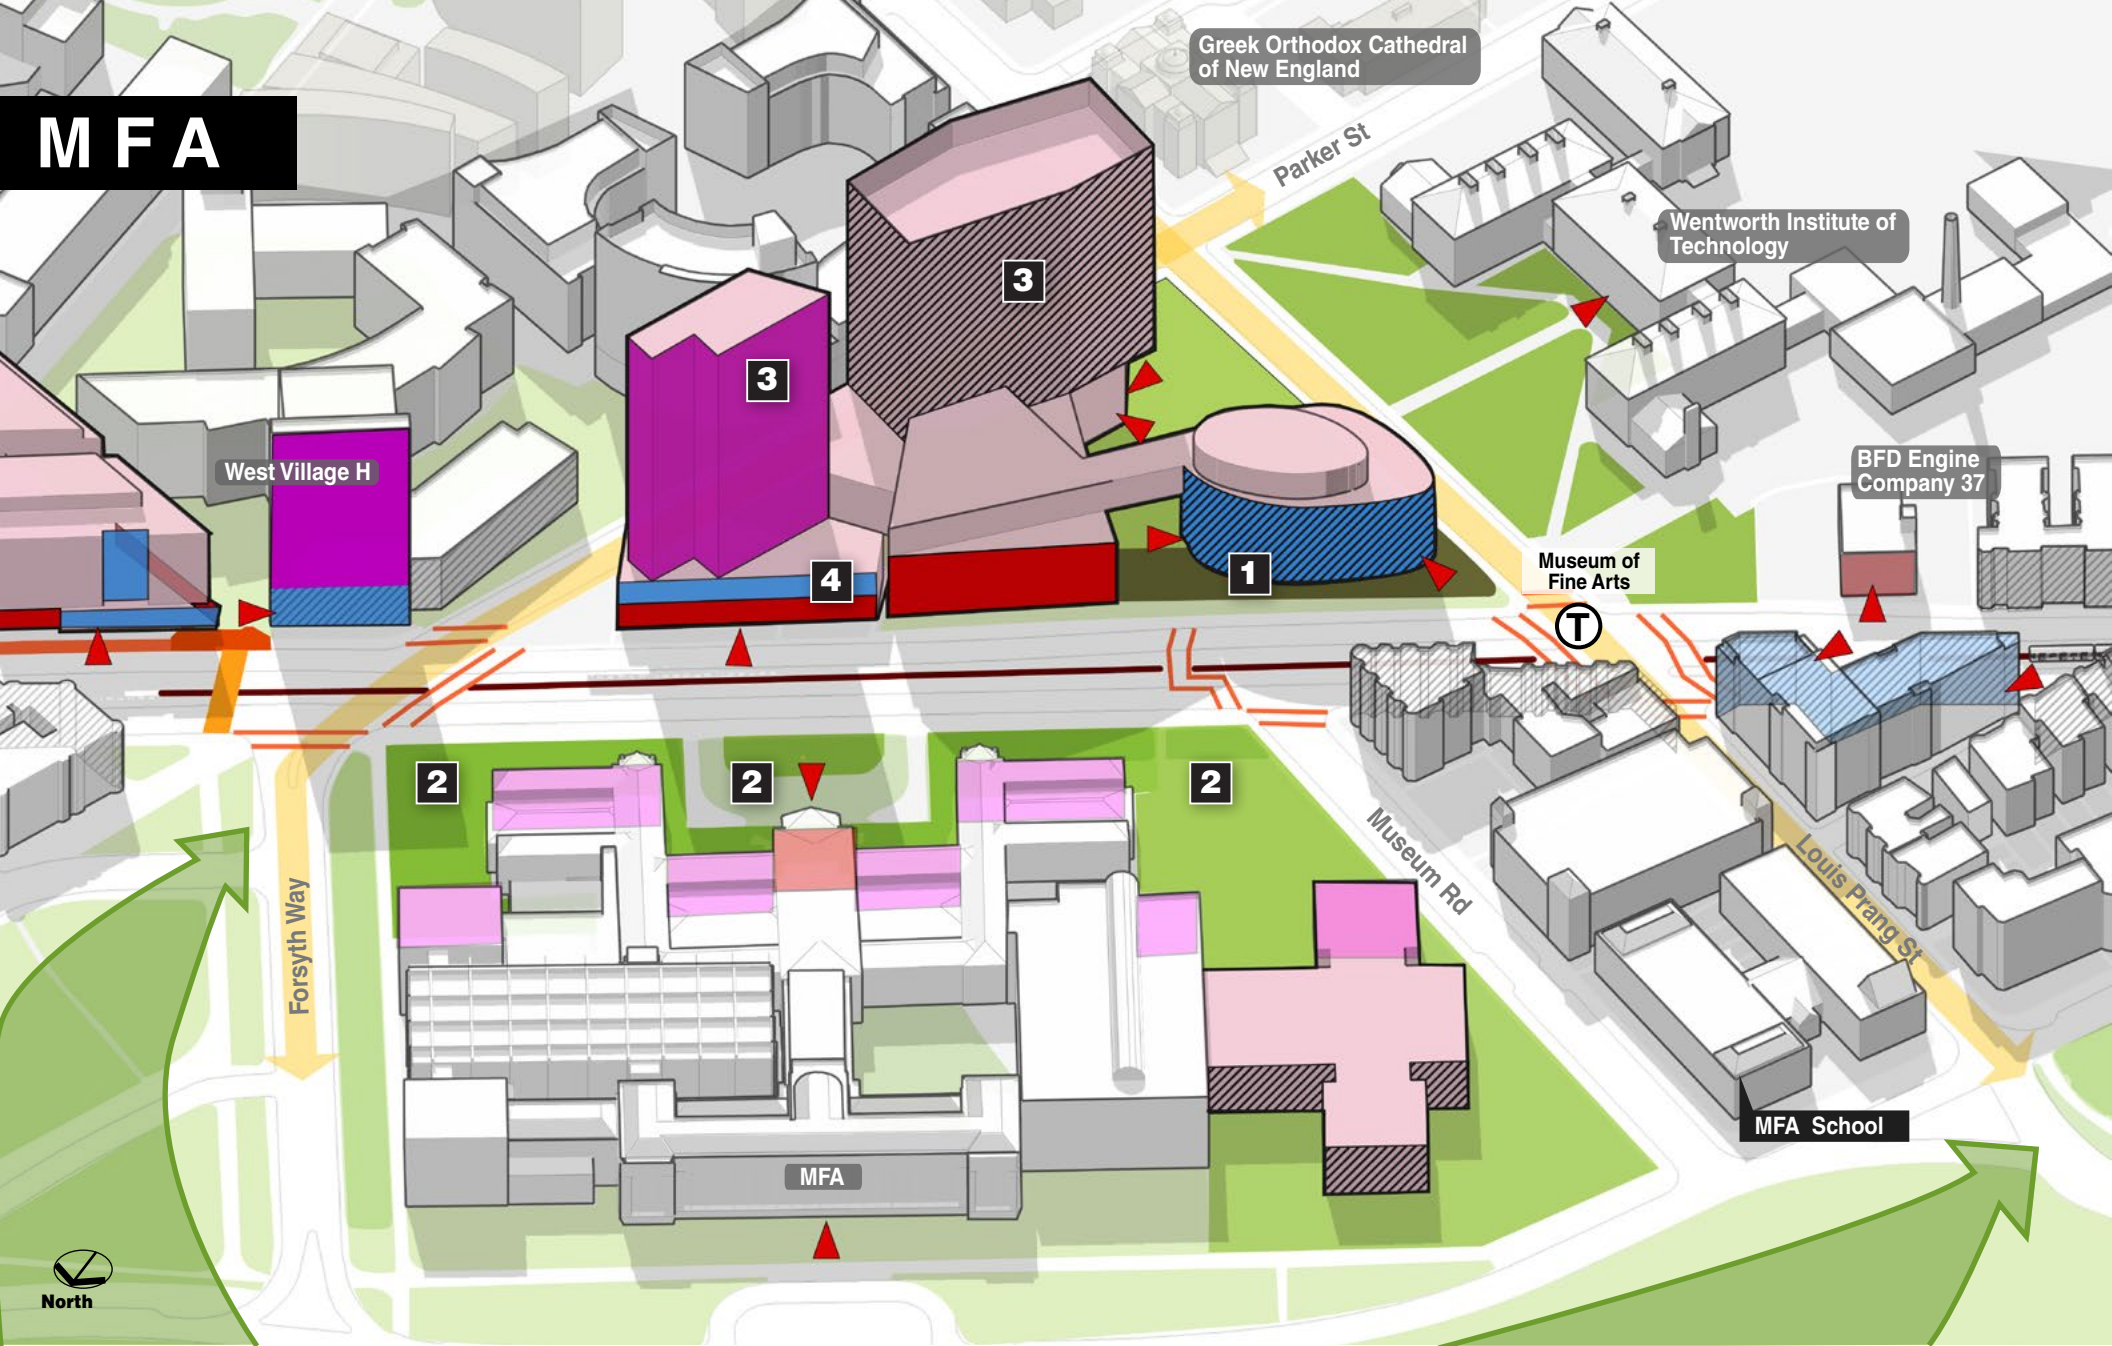 Greek Orthodox Cathedral
of New England
MFA
Parker St
Wentworth Institute of
Technology
3
3
West Village H
BFD Engine
Company 37
4
1
Museum of
Fine Arts
T
2
2
2
Museum Rd
Louis Prang St
Forsyth Way
MFA School
MFA
North